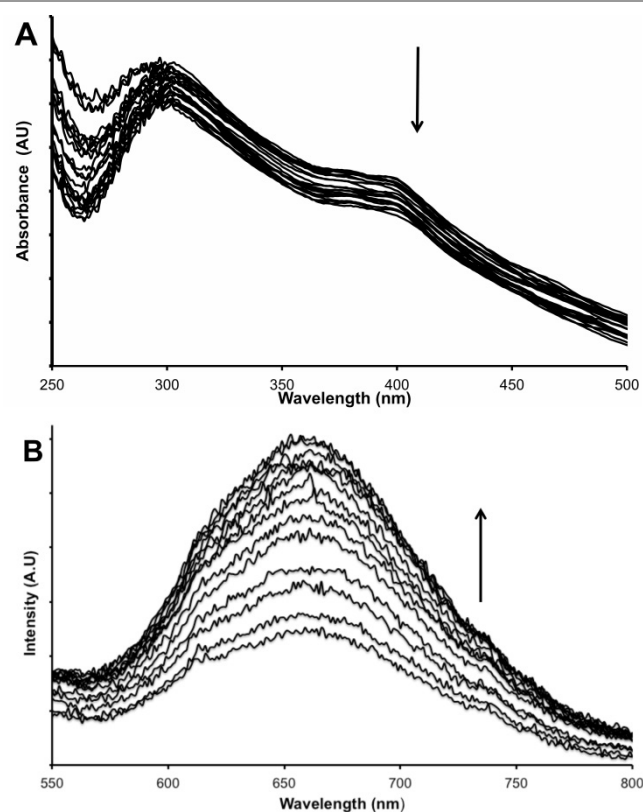 A
Absorbance (AU)
250 300 350 400 450 500
Wavelength (nm)
B
Intensity (A.U)
550 600 650 700 750 800
Wavelength (nm)